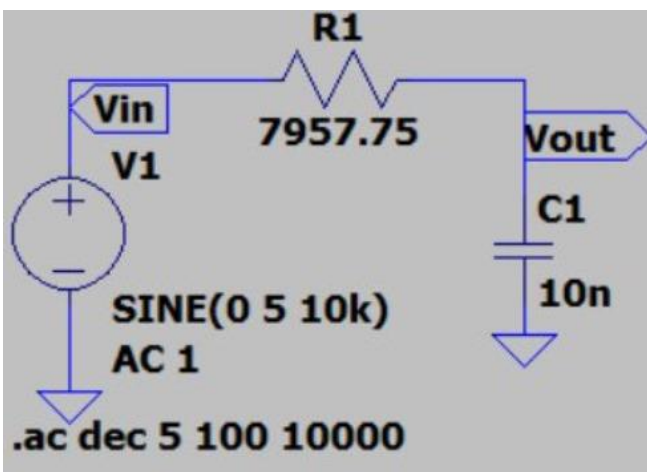 R1
Vin
7957.75
Vout
V1
C1
SINE(0 5 10k)
10n
AC 1
.ac dec 5 100 10000